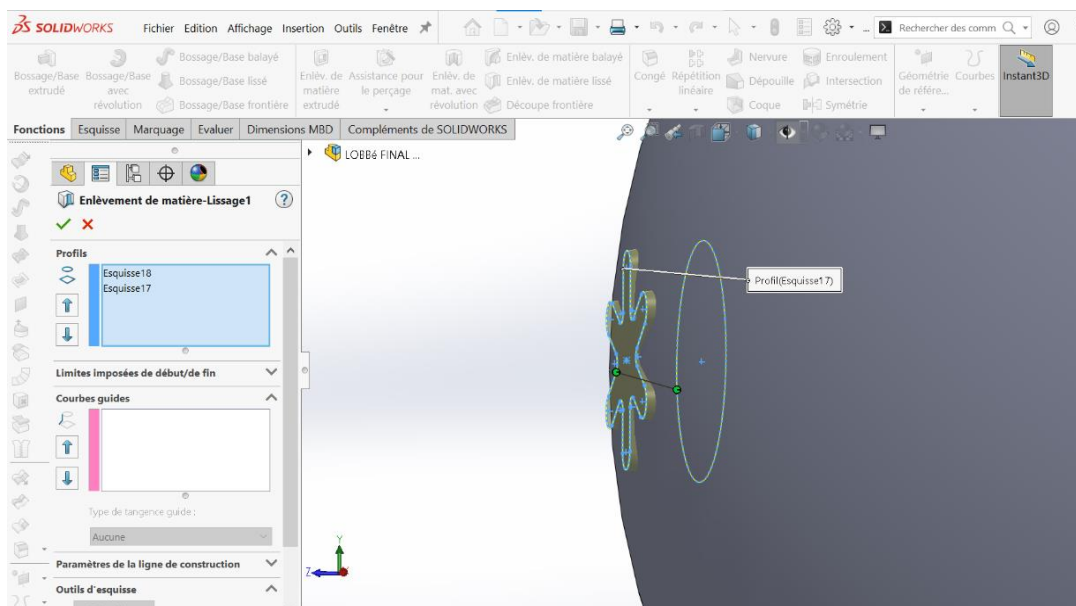 SOLIDWORKS Fichier Edition Affichage Insertion Outils Fenêtre Rechercher des comm
Bossage/Base extrudé
Bossage/Base avec révolution
Bossage/Base balayé
Bossage/Base lissé
Bossage/Base frontière
Enlèv. de matière extrudé
Assistance pour le perçage
Enlèv. de mat. avec révolution
Enlèv. de matière balayé
Enlèv. de matière lissé
Découpe frontière
Congé
Répétition linéaire
Nervure
Dépouille
Coque
Enroulement
Intersection
Symétrie
Géométrie de référe...
Courbes
Instant3D
Fonctions Esquisse Marquage Evaluer Dimensions MBD Compléments de SOLIDWORKS
LOBBé FINAL ...
Enlèvement de matière-Lissage1
Profils
Esquisse18
Esquisse17
Limites imposées de début/de fin
Courbes guides
Type de tangence guide :
Aucune
Paramètres de la ligne de construction
Outils d'esquisse
Profil(Esquisse17)
Y
Z